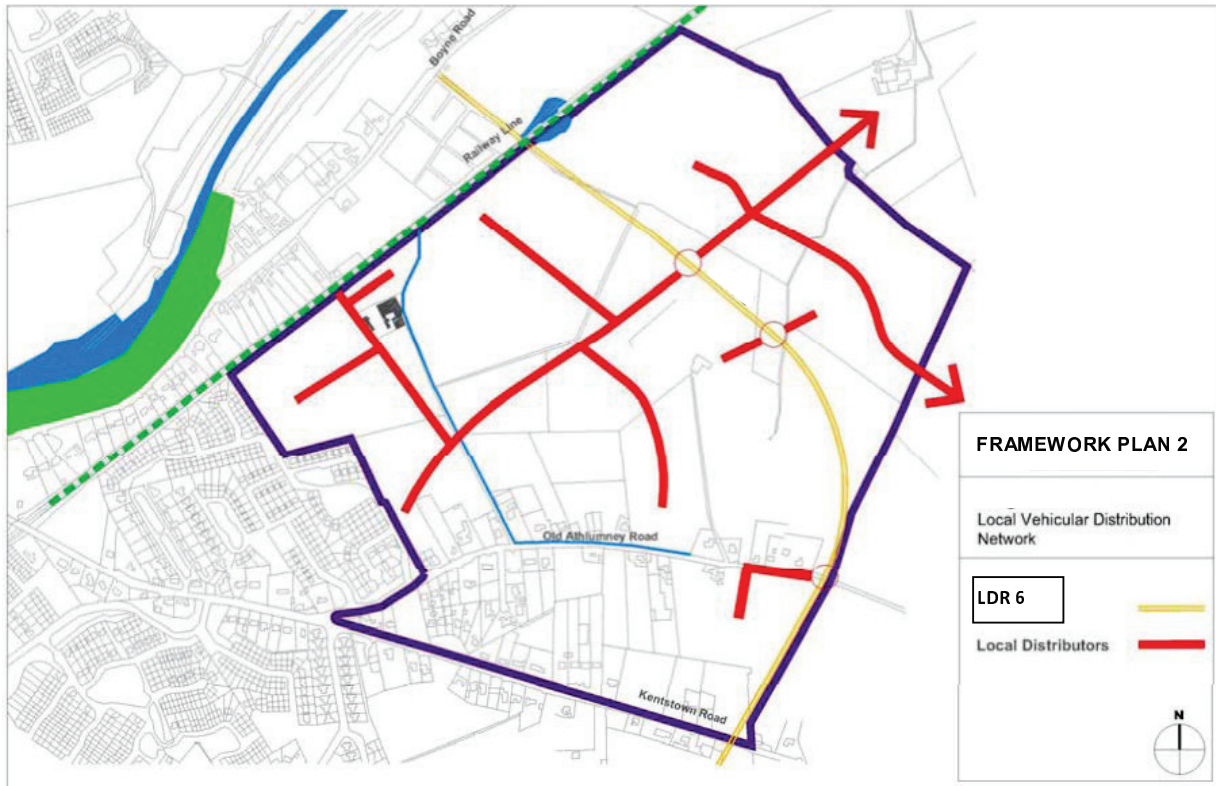 Boyne Road
Railway Line
Old Athlumney Road
Kentstown Road
FRAMEWORK PLAN 2
Local Vehicular Distribution
Network
LDR 6
Local Distributors
N